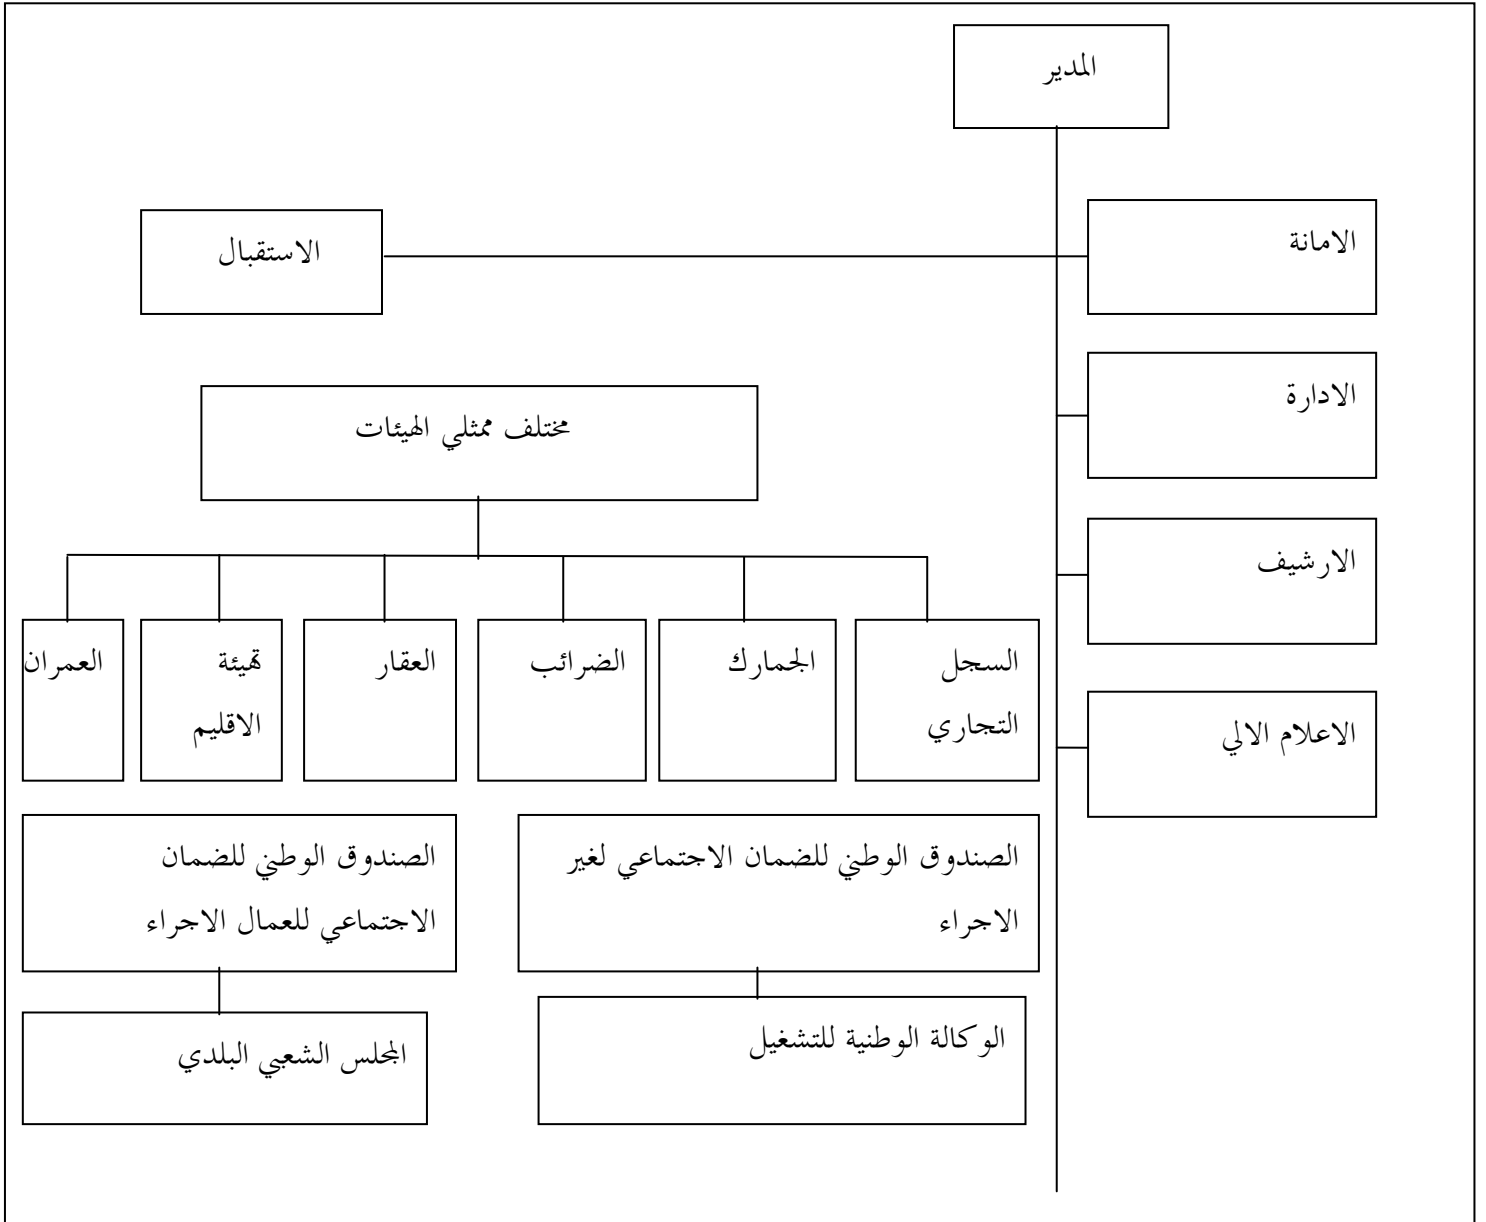 المدير
الامانة
الاستقبال
الادارة
مختلف ممثلي الهيئات
الارشيف
السجل
التجاري
الجمارك
الضرائب
العقار
تهيئة
الاقليم
العمران
الاعلام الالي
الصندوق الوطني للضمان الاجتماعي لغير
الاجراء
الصندوق الوطني للضمان
الاجتماعي للعمال الاجراء
الوكالة الوطنية للتشغيل
المجلس الشعبي البلدي